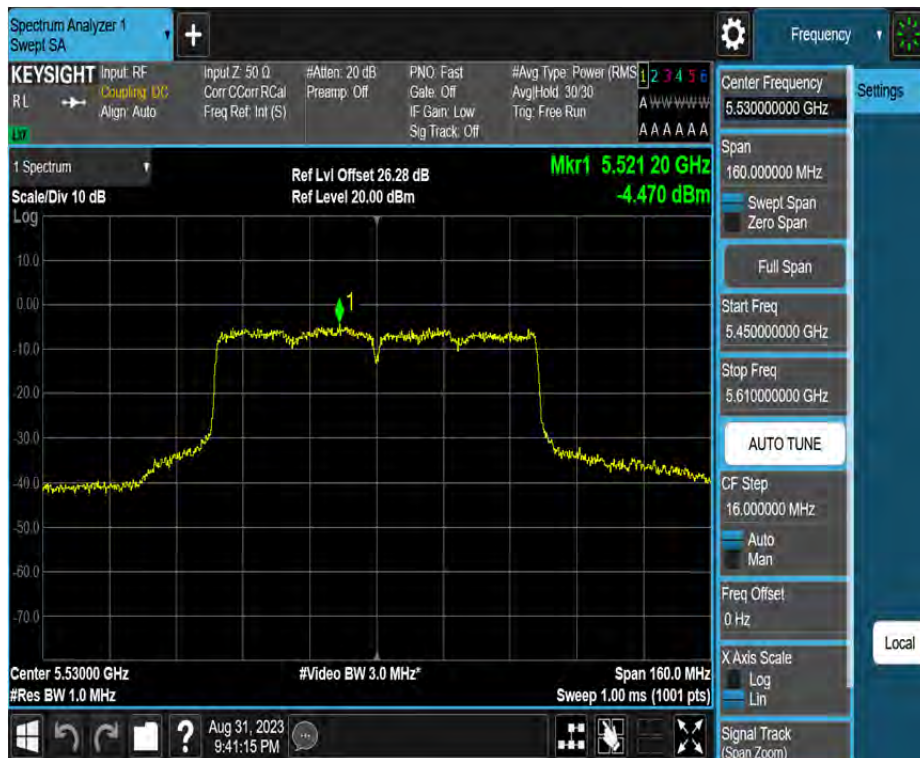 Spectrum Analyzer 1
Swept SA
+
Frequency
KEYSIGHT
RL
LXI
Input: RF
Coupling: DC
Align: Auto
Input Z: 50 Ω
Corr CCorr RCal
Freq Ref: Int (S)
#Atten: 20 dB
Preamp: Off
PNO: Fast
Gate: Off
IF Gain: Low
Sig Track: Off
#Avg Type: Power (RMS
Avg|Hold: 30/30
Trig: Free Run
1 2 3 4 5 6
A W W W W W
A A A A A A
1 Spectrum
Scale/Div 10 dB
Log
Ref Lvl Offset 26.28 dB
Ref Level 20.00 dBm
Mkr1 5.521 20 GHz
-4.470 dBm
10.0
0.00
-10.0
-20.0
-30.0
-40.0
-50.0
-60.0
-70.0
1
Center 5.53000 GHz
#Res BW 1.0 MHz
#Video BW 3.0 MHz*
Span 160.0 MHz
Sweep 1.00 ms (1001 pts)
Aug 31, 2023
9:41:15 PM
?
Center Frequency
5.530000000 GHz
Span
160.000000 MHz
Swept Span
Zero Span
Full Span
Start Freq
5.450000000 GHz
Stop Freq
5.610000000 GHz
AUTO TUNE
CF Step
16.000000 MHz
Auto
Man
Freq Offset
0 Hz
X Axis Scale
Log
Lin
Signal Track
(Span Zoom)
Settings
Local